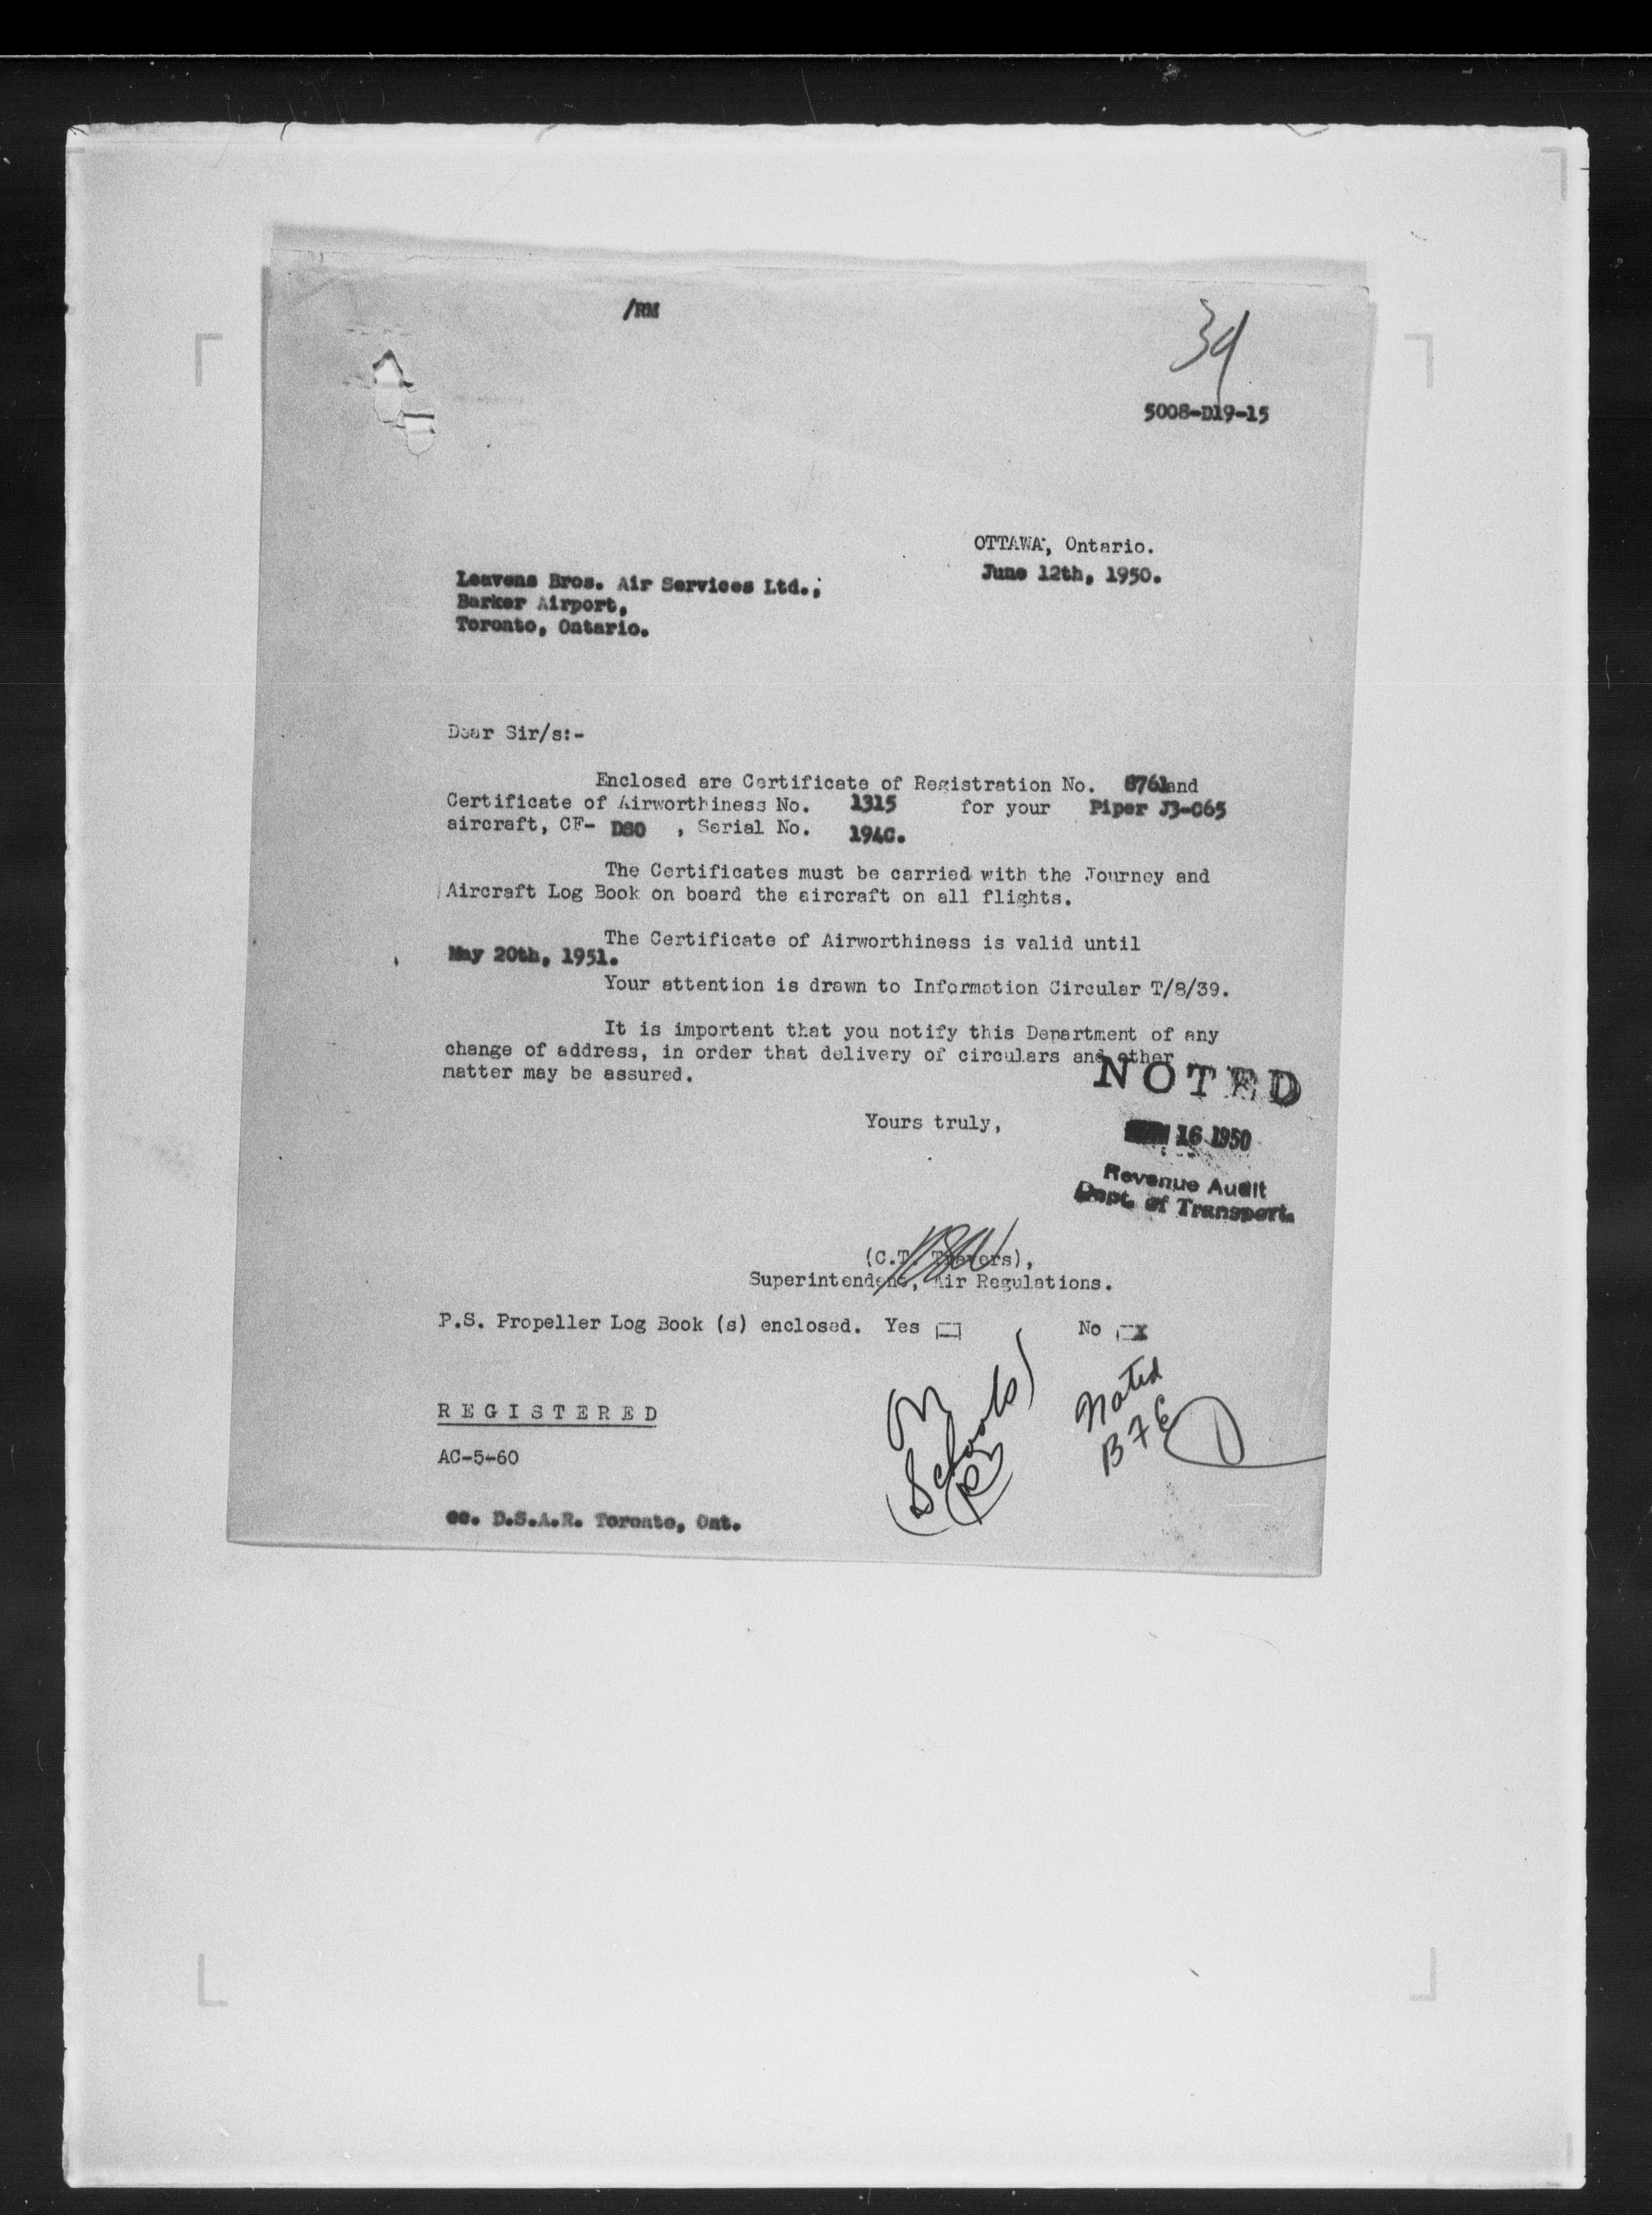 /RM
34
5008-D19-15
OTTAWA, Ontario.
June 12th, 1950.
Leavens Bros. Air Services Ltd.,
Barker Airport,
Toronto, Ontario.
Dear Sir/s:-
Enclosed are Certificate of Registration No. 8761and
Certificate of Airworthiness No. 1315 for your Piper J3-C65
aircraft, CF- DSO , Serial No. 194C.
The Certificates must be carried with the Journey and
Aircraft Log Book on board the aircraft on all flights.
The Certificate of Airworthiness is valid until
May 20th, 1951.
Your attention is drawn to Information Circular T/8/39.
It is important that you notify this Department of any
change of address, in order that delivery of circulars and other
matter may be assured.
NOTED
Yours truly,
16 1950
Revenue Audit
Dept. of Transport.
(C.T. Travers),
Superintendent, Air Regulations.
P.S. Propeller Log Book (s) enclosed. Yes No x
REGISTERED
Noted
AC-5-60
cc. D.S.A.R. Toronto, Ont.